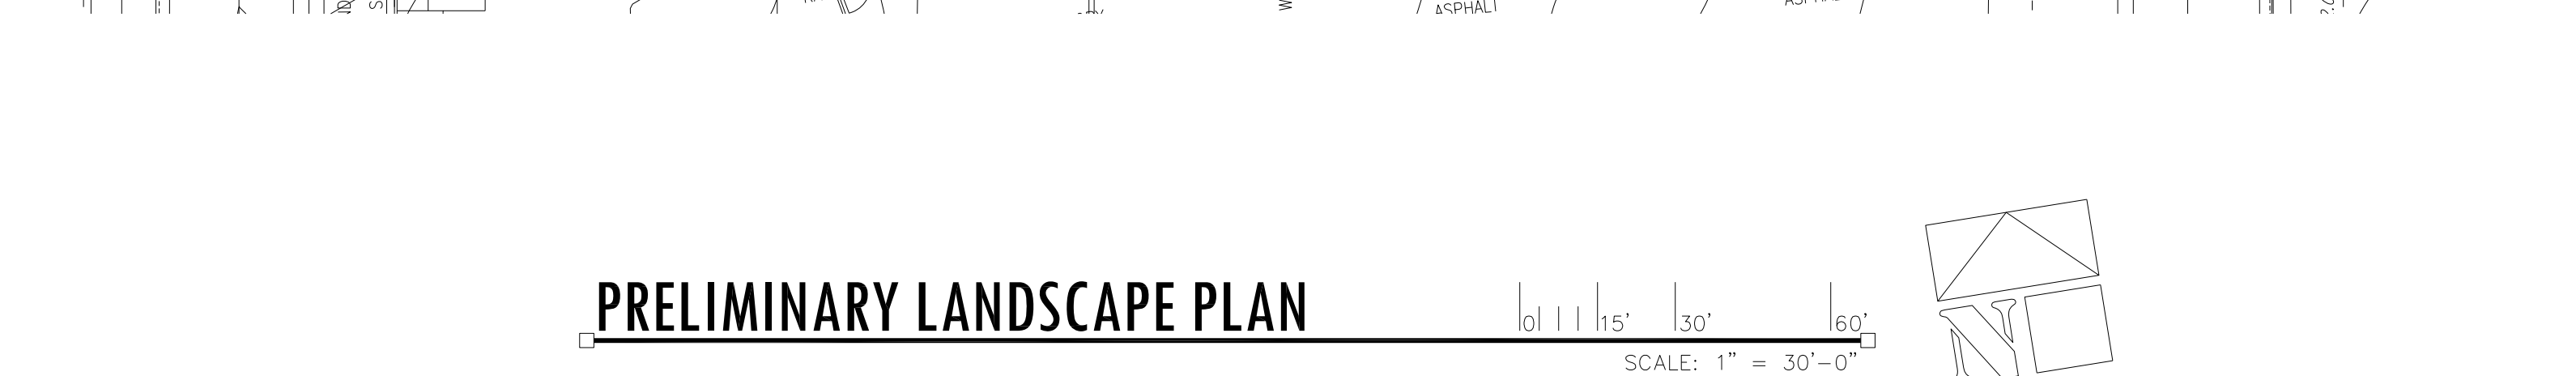 ASPHALT
PRELIMINARY LANDSCAPE PLAN
0 15' 30' 60'
SCALE: 1" = 30'-0"
N